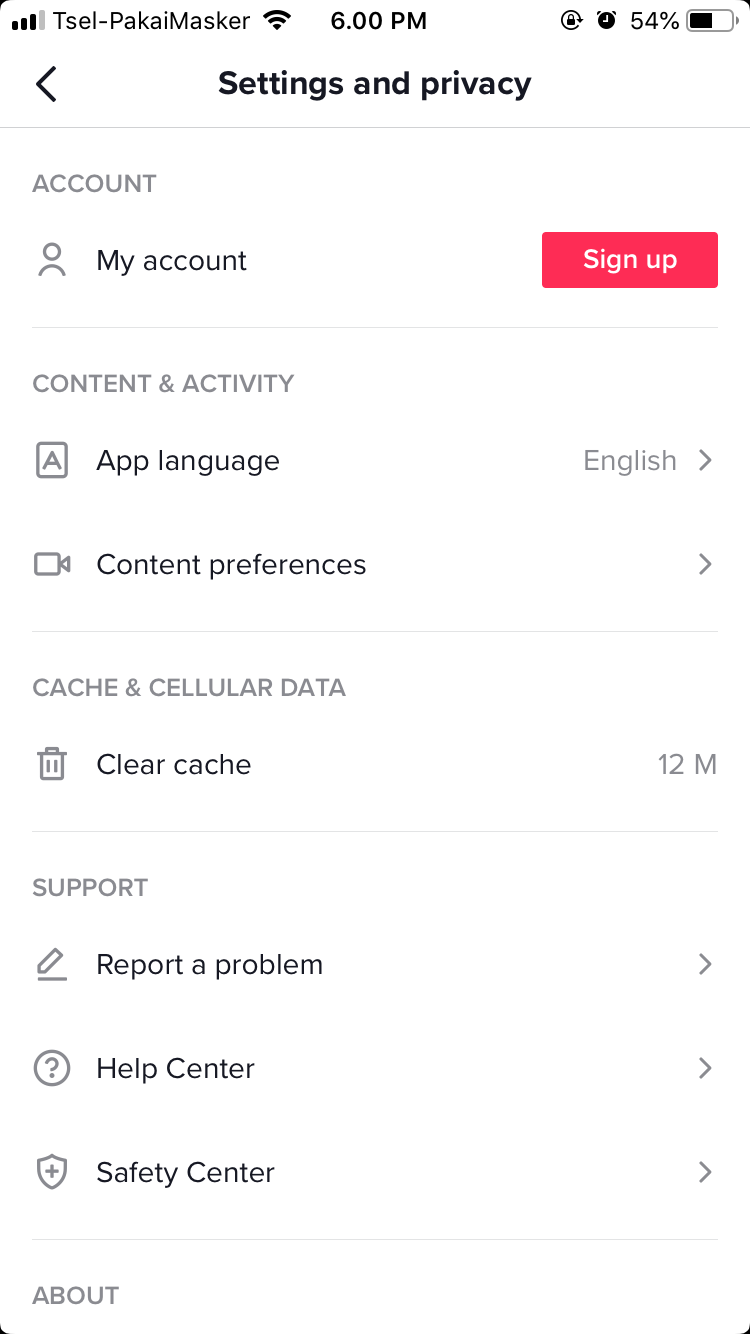 Tsel-PakaiMasker 6.00 PM 54%
Settings and privacy
ACCOUNT
My account Sign up
CONTENT & ACTIVITY
App language English
Content preferences
CACHE & CELLULAR DATA
Clear cache 12 M
SUPPORT
Report a problem
Help Center
Safety Center
ABOUT